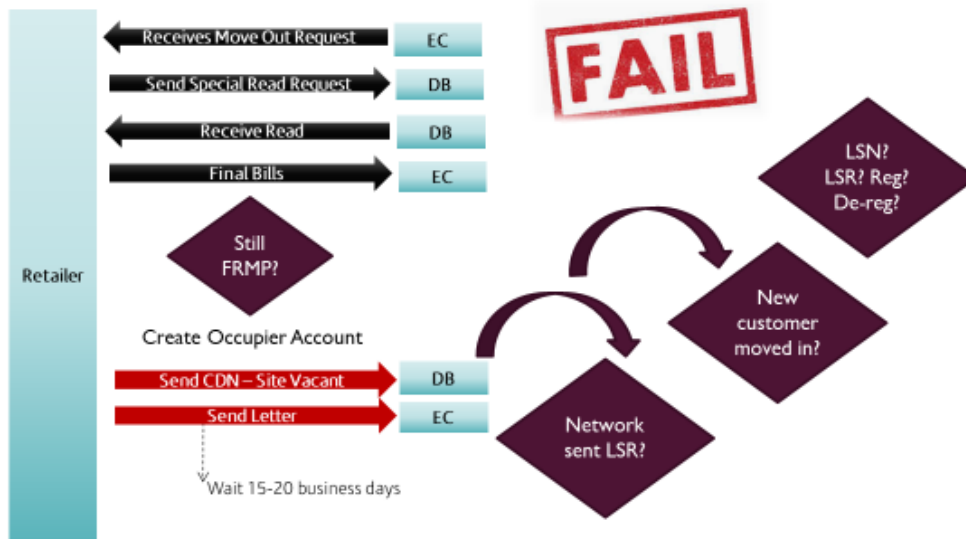 Receives Move Out Request
EC
FAIL
Send Special Read Request
DB
Receive Read
DB
Final Bills
EC
LSN?
LSR? Reg?
De-reg?
Still
FRMP?
Retailer
New
customer
moved in?
Create Occupier Account
Send CDN – Site Vacant
DB
Send Letter
EC
Network
sent LSR?
Wait 15-20 business days